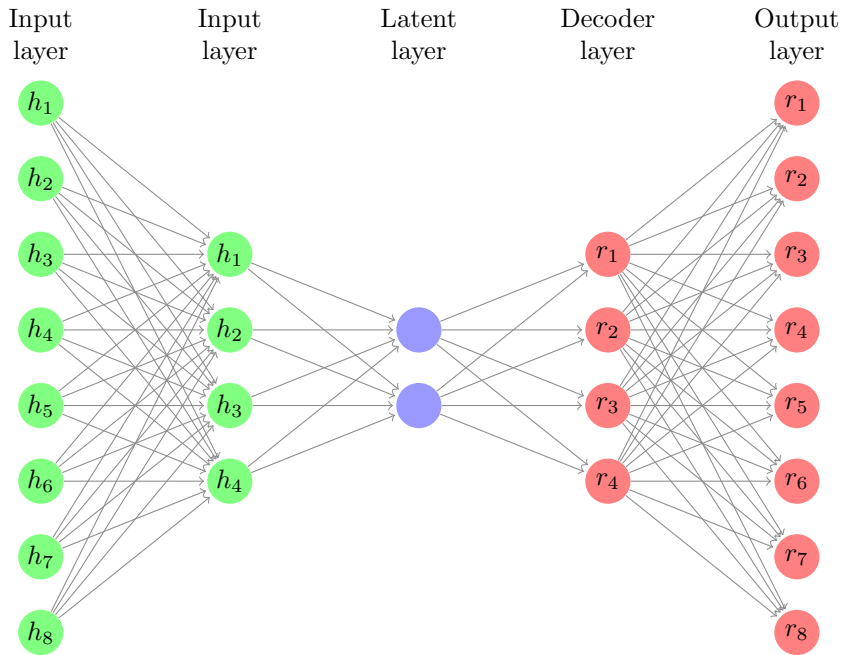 Input
layer
Input
layer
Latent
layer
Decoder
layer
Output
layer
h₁
h₂
h₃
h₄
h₅
h₆
h₇
h₈
h₁
h₂
h₃
h₄
r₁
r₂
r₃
r₄
r₁
r₂
r₃
r₄
r₅
r₆
r₇
r₈